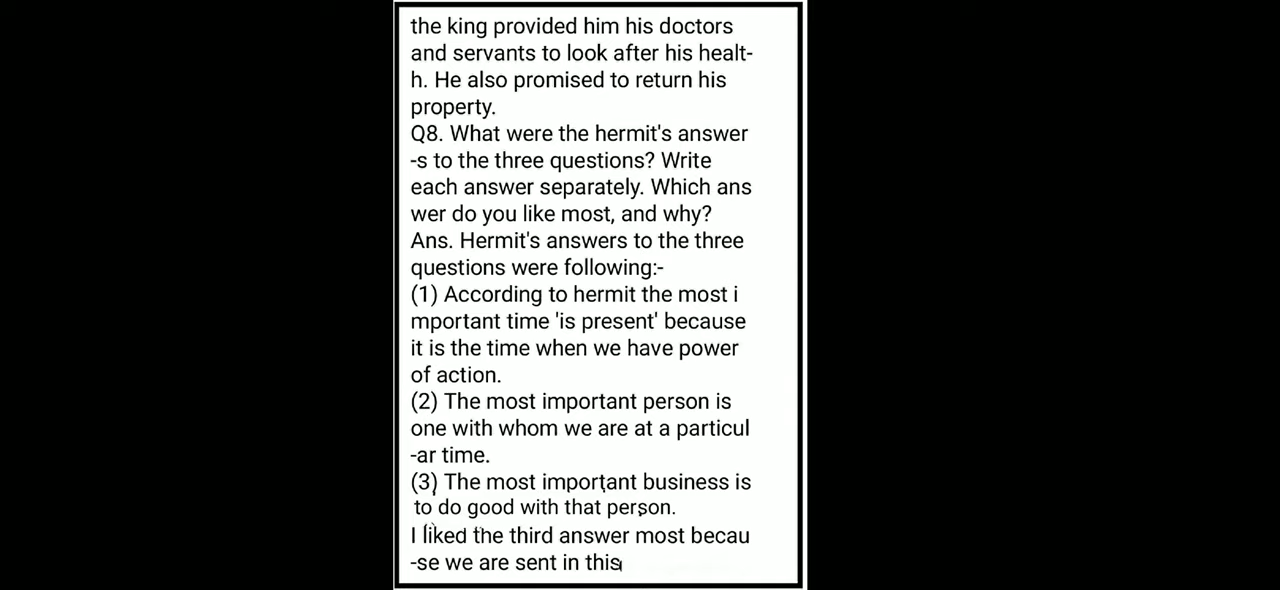 the king provided him his doctors
and servants to look after his healt-
h. He also promised to return his
property.
Q8. What were the hermit's answer
-s to the three questions? Write
each answer separately. Which ans
wer do you like most, and why?
Ans. Hermit's answers to the three
questions were following:-
(1) According to hermit the most i
mportant time 'is present' because
it is the time when we have power
of action.
(2) The most important person is
one with whom we are at a particul
-ar time.
(3) The most important business is
to do good with that person.
I liked the third answer most becau
-se we are sent in this